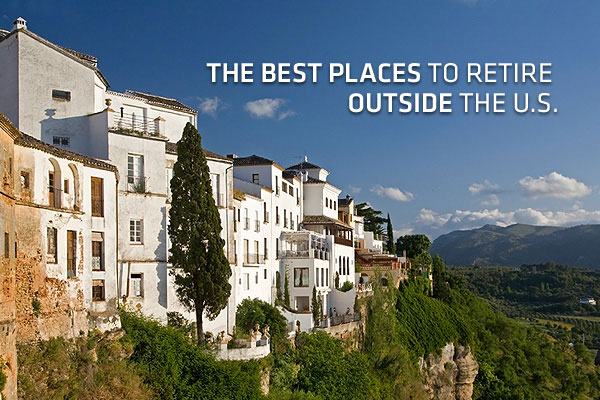 THE BEST PLACES TO RETIRE
OUTSIDE THE U.S.